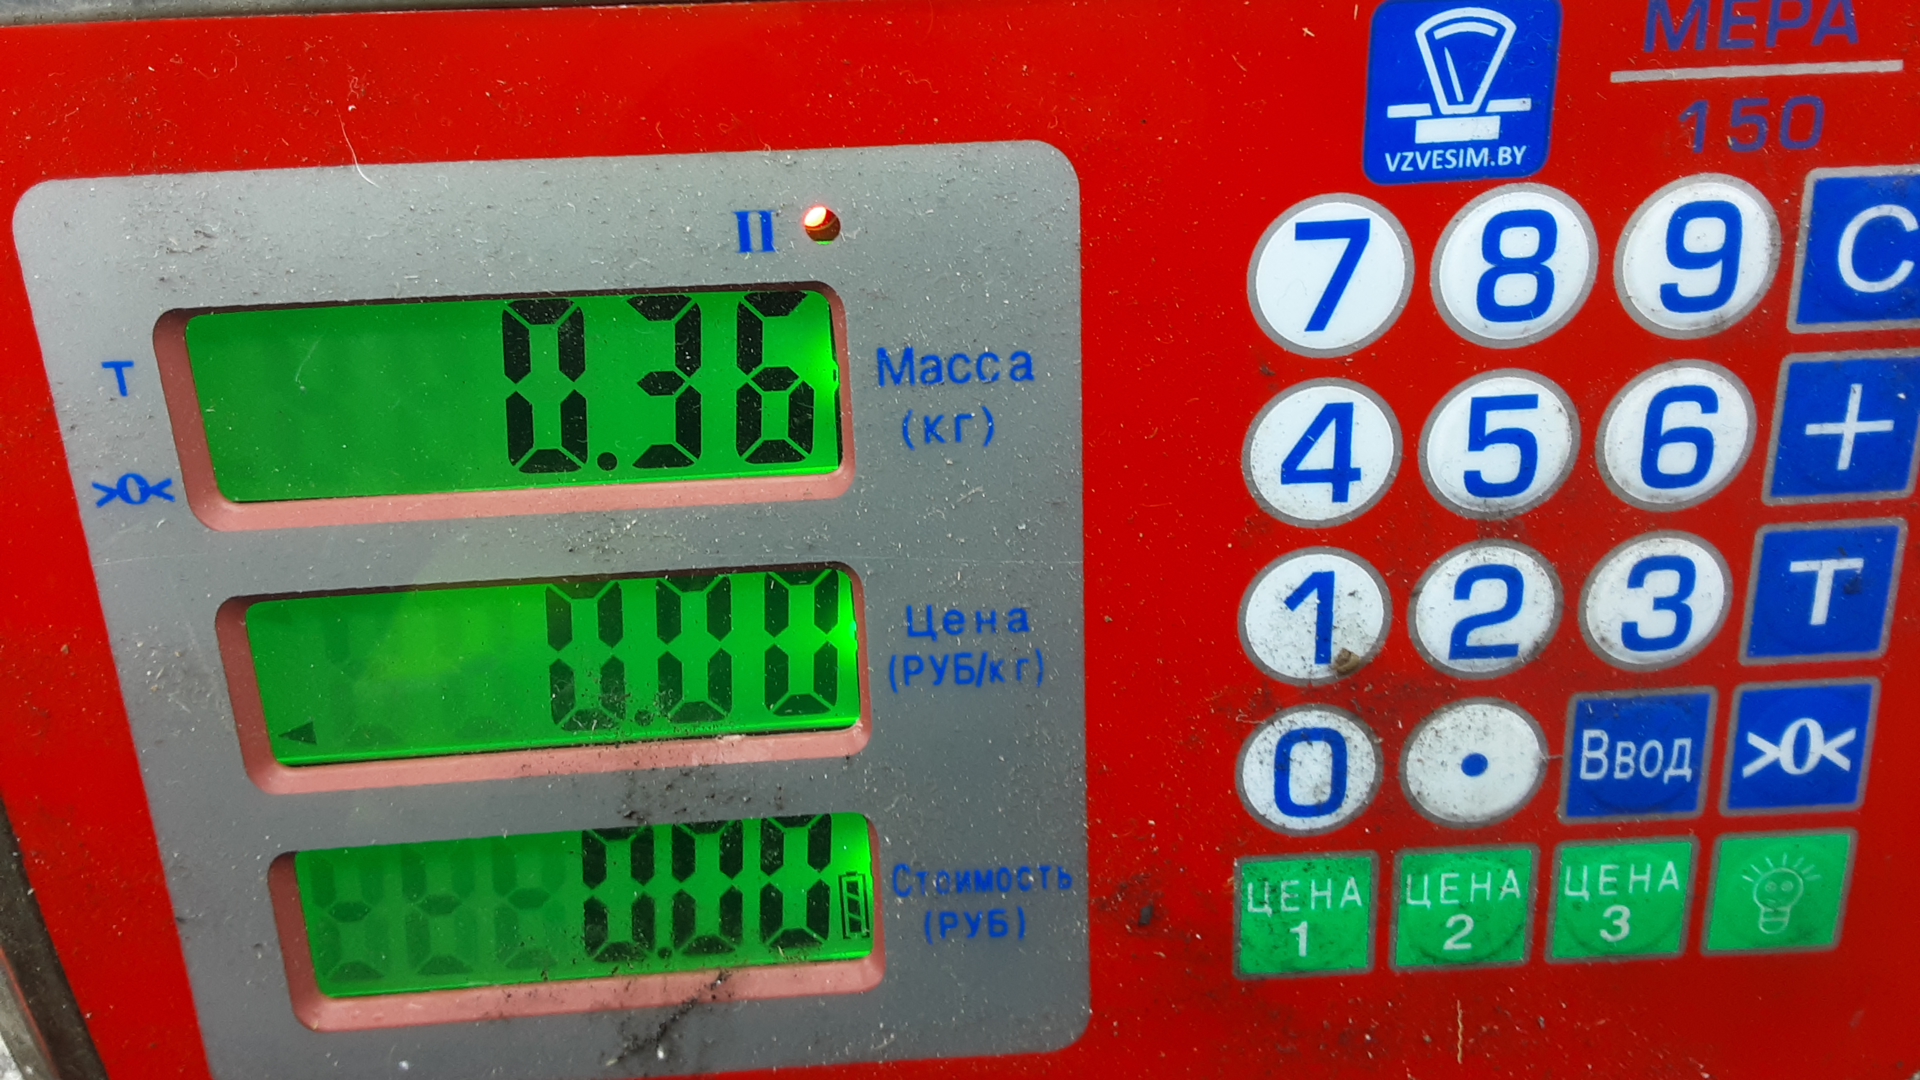 МЕРА
150
VZVESIM.BY
П
Т
>0<
0.36
Масса
(кг)
0.00
Цена
(РУБ/кг)
0.00
Стоимость
(РУБ)
7 8 9 C
4 5 6 +
1 2 3 T
0 . Ввод >0<
ЦЕНА 1
ЦЕНА 2
ЦЕНА 3